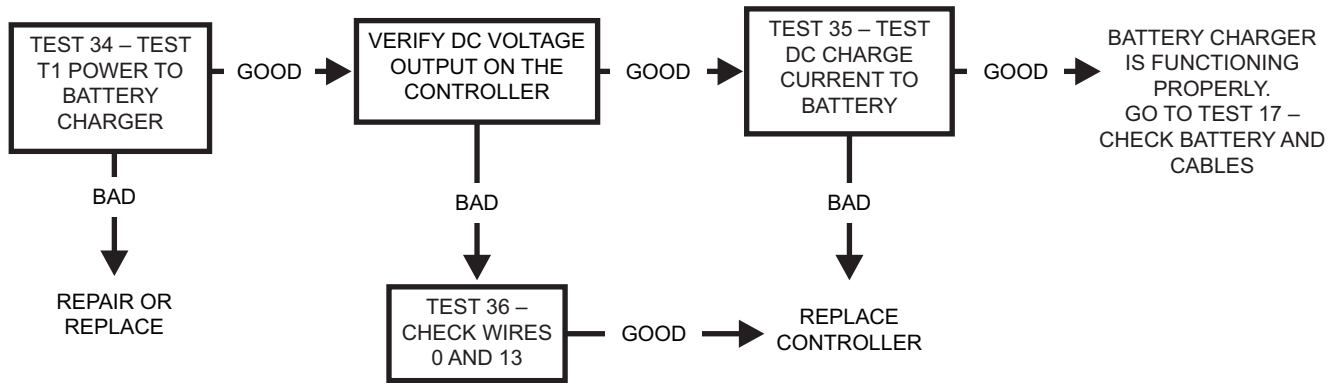 TEST 34 – TEST
T1 POWER TO
BATTERY
CHARGER
GOOD
VERIFY DC VOLTAGE
OUTPUT ON THE
CONTROLLER
GOOD
TEST 35 – TEST
DC CHARGE
CURRENT TO
BATTERY
GOOD
BATTERY CHARGER
IS FUNCTIONING
PROPERLY.
GO TO TEST 17 –
CHECK BATTERY AND
CABLES
BAD
BAD
BAD
REPAIR OR
REPLACE
TEST 36 –
CHECK WIRES
0 AND 13
GOOD
REPLACE
CONTROLLER